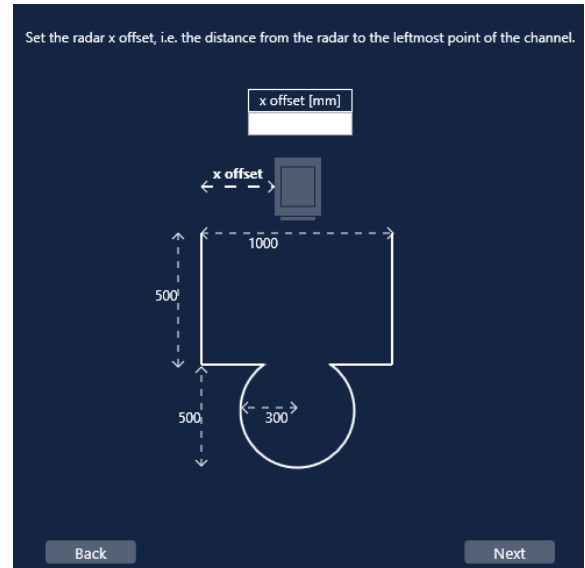 Set the radar x offset, i.e. the distance from the radar to the leftmost point of the channel.
x offset [mm]
x offset
1000
500
500
300
Back
Next